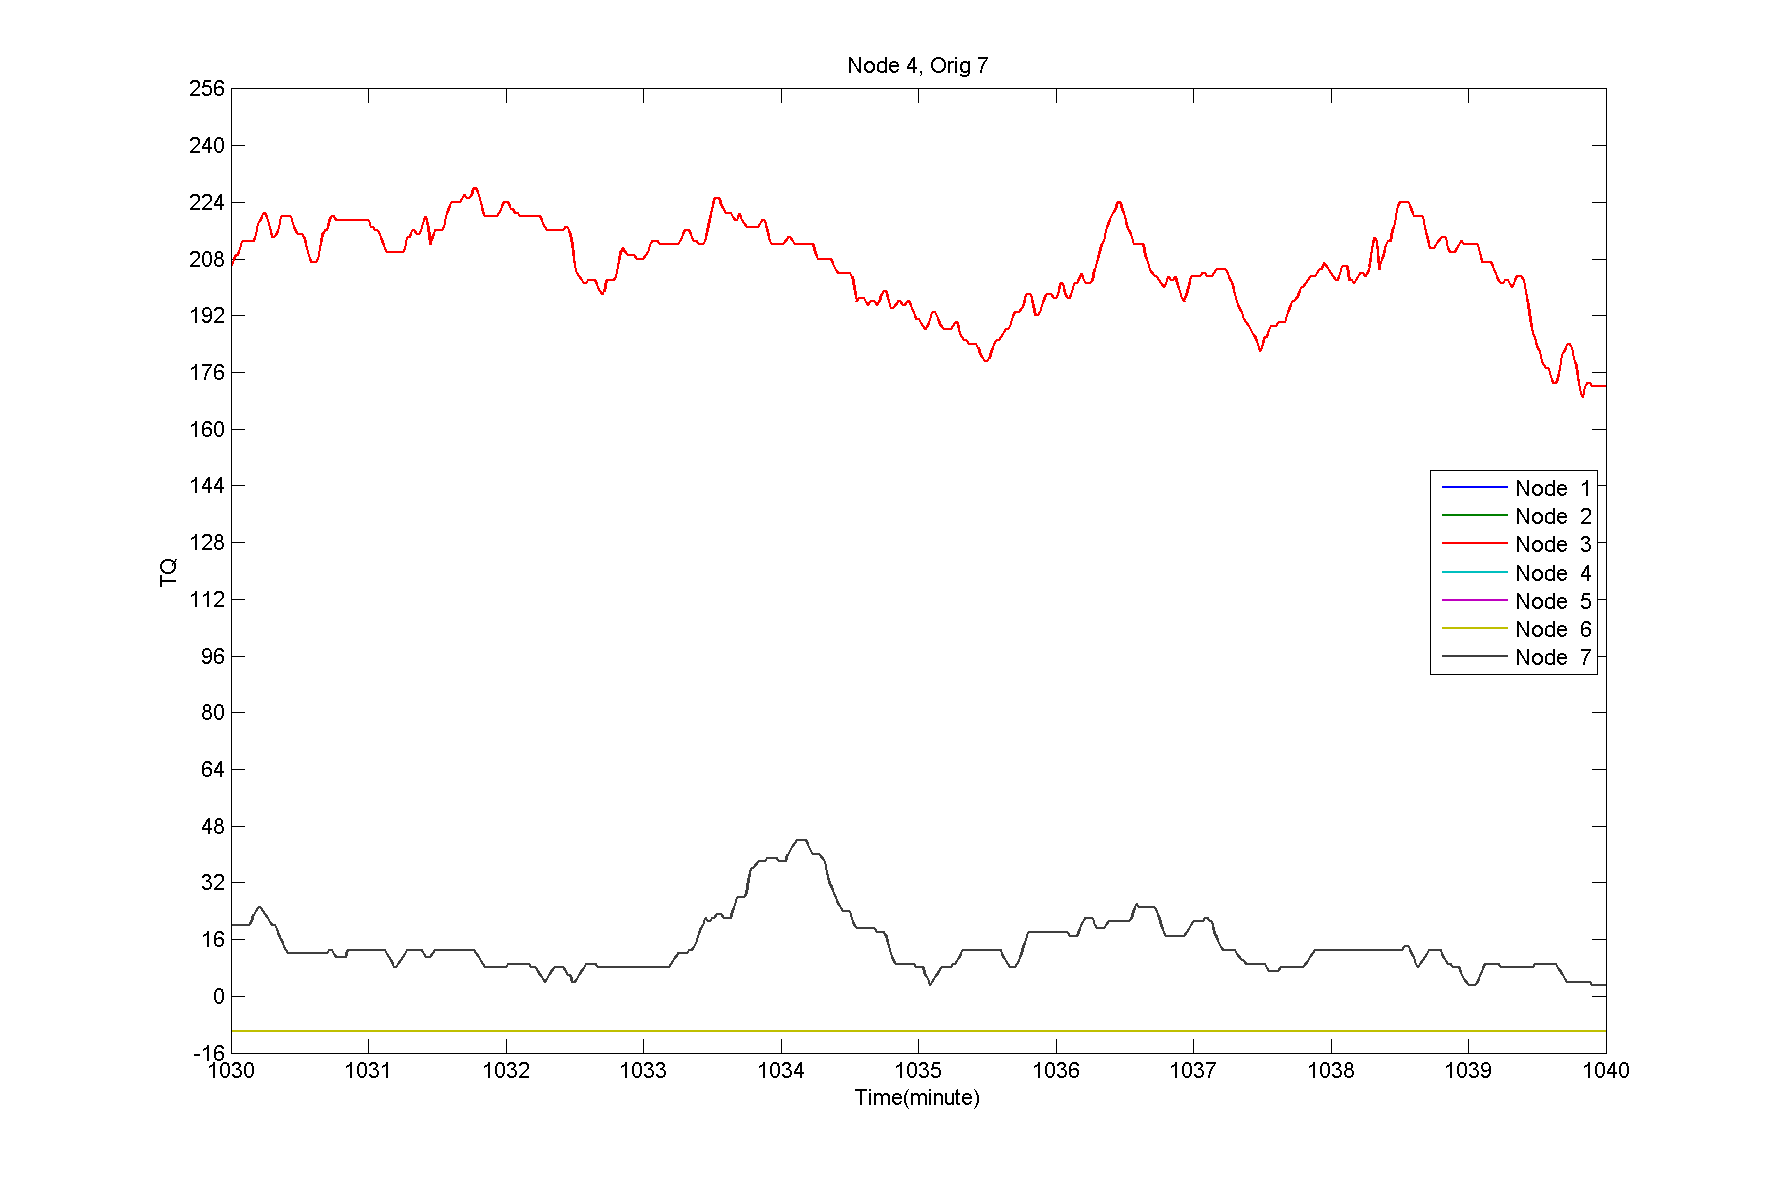 Node 4, Orig 7
256
240
224
208
192
176
160
144
128
112
96
80
64
48
32
16
0
-16
TQ
Node 1
Node 2
Node 3
Node 4
Node 5
Node 6
Node 7
1030 1031 1032 1033 1034 1035 1036 1037 1038 1039 1040
Time(minute)